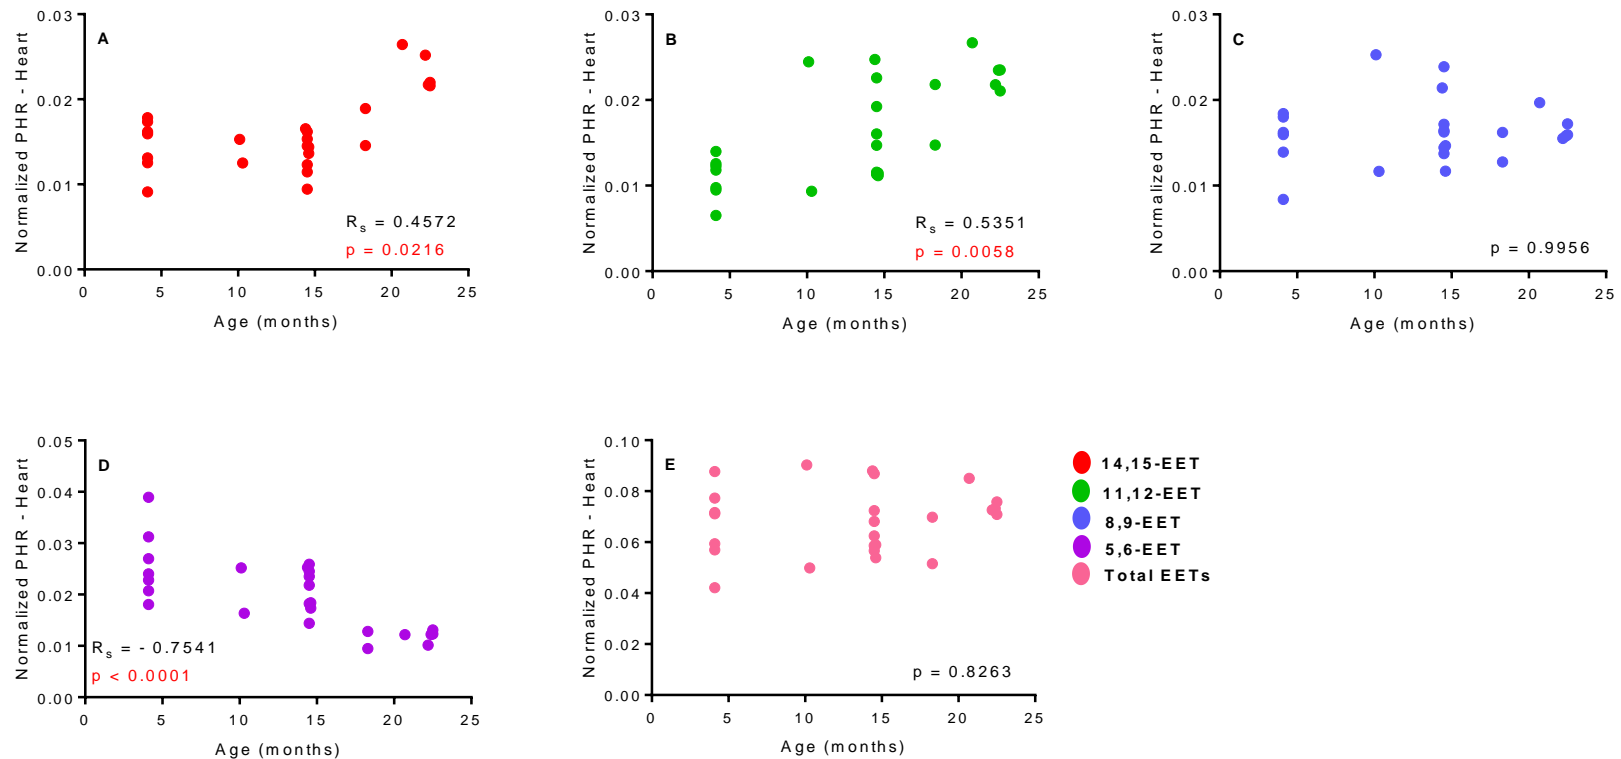 A
Normalized PHR - Heart
0.03
0.02
0.01
0.00
R_s = 0.4572
p = 0.0216
0 5 10 15 20 25
Age (months)
B
Normalized PHR - Heart
0.03
0.02
0.01
0.00
R_s = 0.5351
p = 0.0058
0 5 10 15 20 25
Age (months)
C
Normalized PHR - Heart
0.03
0.02
0.01
0.00
p = 0.9956
0 5 10 15 20 25
Age (months)
D
Normalized PHR - Heart
0.05
0.04
0.03
0.02
0.01
0.00
R_s = - 0.7541
p < 0.0001
0 5 10 15 20 25
Age (months)
E
Normalized PHR - Heart
0.10
0.08
0.06
0.04
0.02
0.00
p = 0.8263
0 5 10 15 20 25
Age (months)
14,15-EET
11,12-EET
8,9-EET
5,6-EET
Total EETs